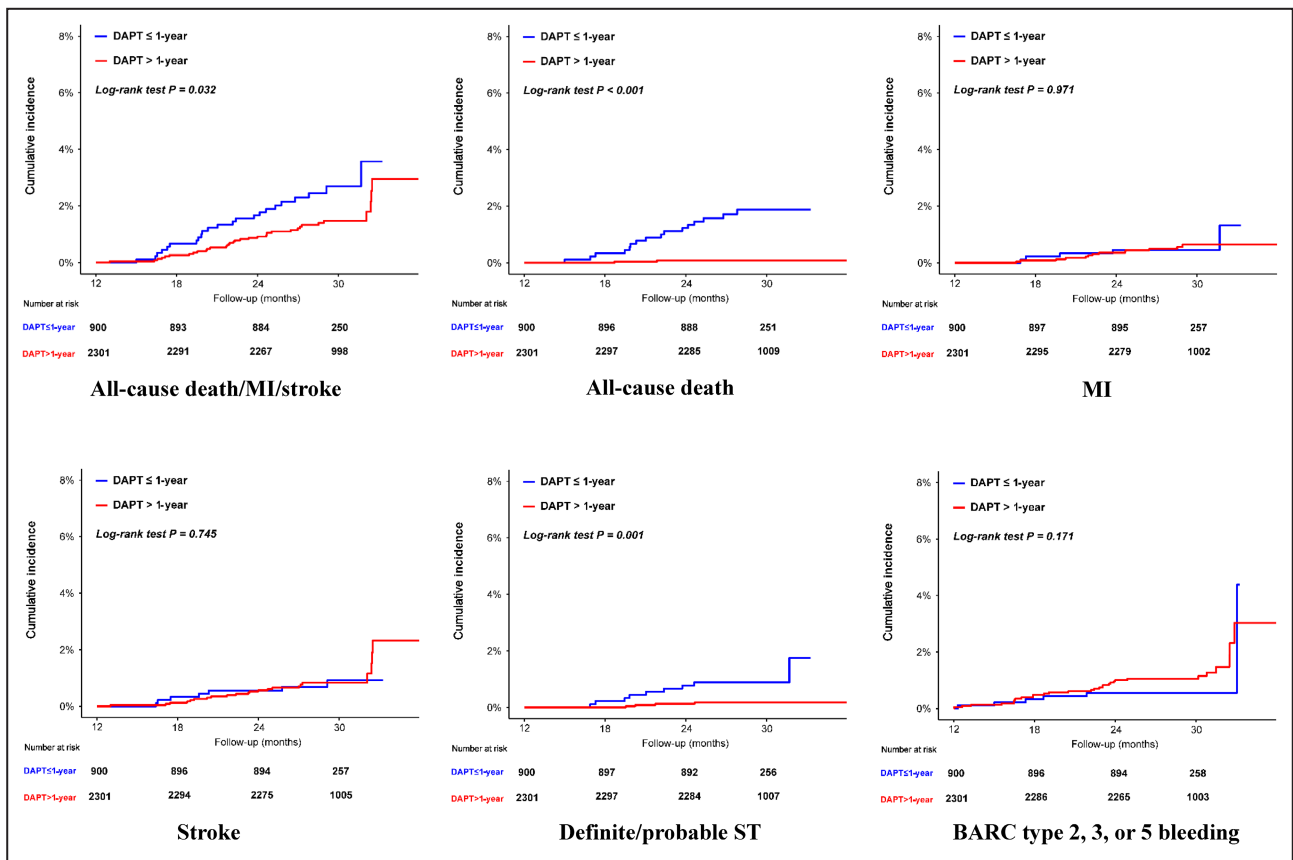 8%
DAPT ≤ 1-year
6%
DAPT > 1-year
Log-rank test P = 0.032
4%
2%
0%
Cumulative incidence
12 18 24 30
Follow-up (months)
Number at risk
DAPT≤1-year 900 893 884 250
DAPT>1-year 2301 2291 2267 998
All-cause death/MI/stroke
8%
DAPT ≤ 1-year
6%
DAPT > 1-year
Log-rank test P < 0.001
4%
2%
0%
Cumulative incidence
12 18 24 30
Follow-up (months)
Number at risk
DAPT≤1-year 900 896 888 251
DAPT>1-year 2301 2297 2285 1009
All-cause death
8%
DAPT ≤ 1-year
6%
DAPT > 1-year
Log-rank test P = 0.971
4%
2%
0%
Cumulative incidence
12 18 24 30
Follow-up (months)
Number at risk
DAPT≤1-year 900 897 895 257
DAPT>1-year 2301 2295 2279 1002
MI
8%
DAPT ≤ 1-year
6%
DAPT > 1-year
Log-rank test P = 0.745
4%
2%
0%
Cumulative incidence
12 18 24 30
Follow-up (months)
Number at risk
DAPT≤1-year 900 896 894 257
DAPT>1-year 2301 2294 2275 1005
Stroke
8%
DAPT ≤ 1-year
6%
DAPT > 1-year
Log-rank test P = 0.001
4%
2%
0%
Cumulative incidence
12 18 24 30
Follow-up (months)
Number at risk
DAPT≤1-year 900 897 892 256
DAPT>1-year 2301 2297 2284 1007
Definite/probable ST
8%
DAPT ≤ 1-year
6%
DAPT > 1-year
Log-rank test P = 0.171
4%
2%
0%
Cumulative incidence
12 18 24 30
Follow-up (months)
Number at risk
DAPT≤1-year 900 896 894 258
DAPT>1-year 2301 2286 2265 1003
BARC type 2, 3, or 5 bleeding